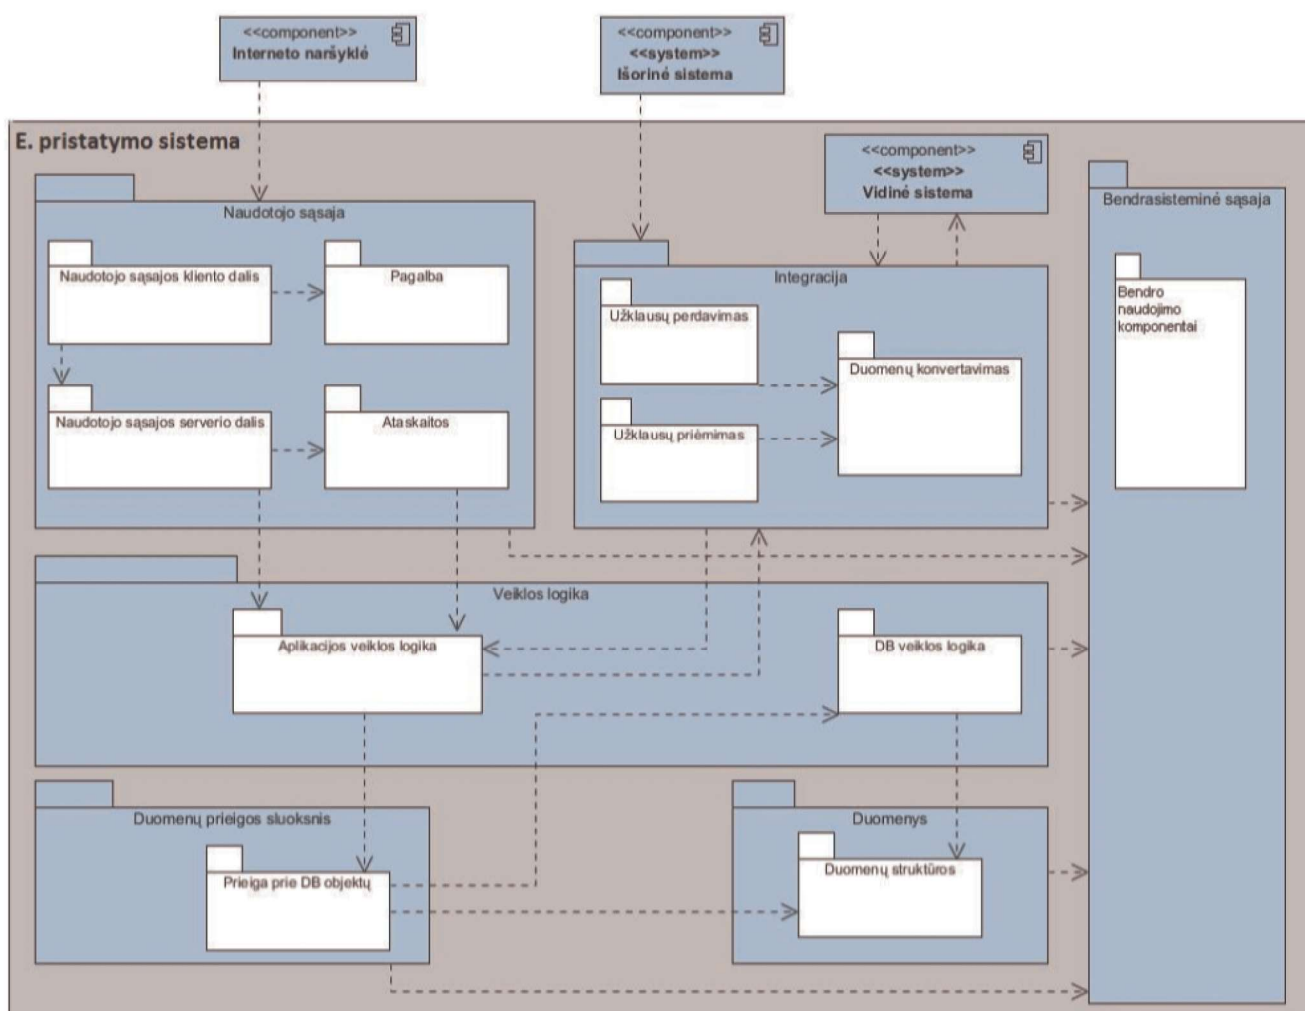 <<component>>
Interneto naršyklė
<<component>>
<<system>>
Išorinė sistema
E. pristatymo sistema
<<component>>
<<system>>
Vidinė sistema
Naudotojo sąsaja
Naudotojo sąsajos kliento dalis
Pagalba
Naudotojo sąsajos serverio dalis
Ataskaitos
Integracija
Užklausų perdavimas
Duomenų konvertavimas
Užklausų priėmimas
Bendrasisteminė sąsaja
Bendro
naudojimo
komponentai
Veiklos logika
Aplikacijos veiklos logika
DB veiklos logika
Duomenų prieigos sluoksnis
Prieiga prie DB objektų
Duomenys
Duomenų struktūros